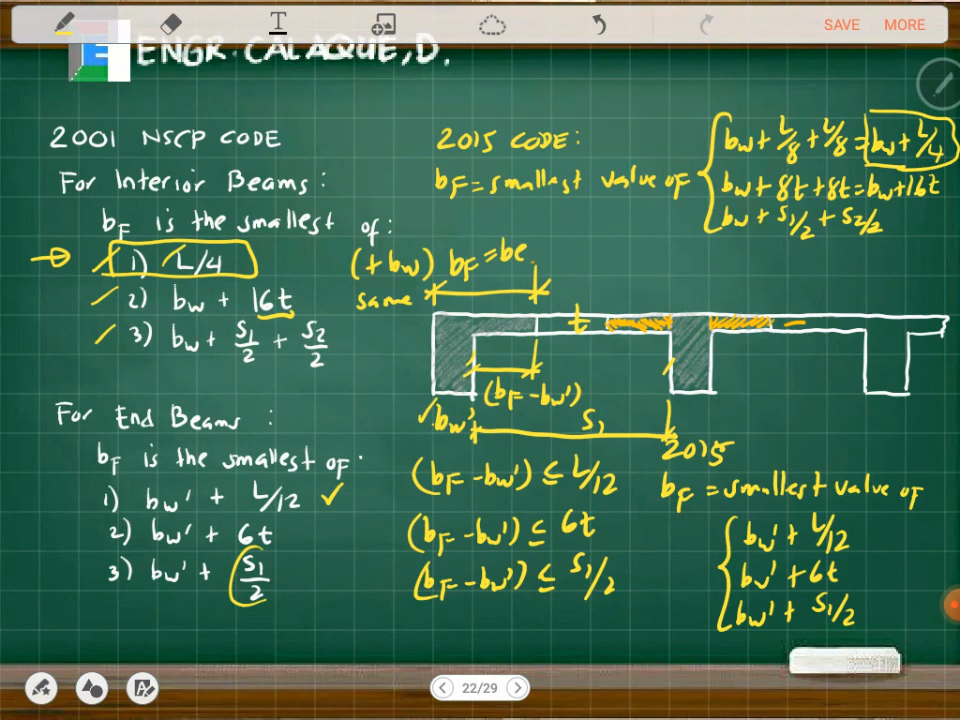 T
SAVE
MORE
E
ENGR. CALAQUE, D.
2001 NSCP CODE
For Interior Beams:
bF is the smallest of:
1) L/4
2) bw + 16t
3) bw + S1/2 + S2/2
For End Beams:
bF is the smallest of:
1) bw' + L/12
2) bw' + 6t
3) bw' + S1/2
2015 CODE:
bF = smallest value of
bw + L/8 + L/8 = bw + L/4
bw + 8t + 8t = bw + 16t
bw + S1/2 + S2/2
(+ bw)
same
bF = be
t
(bF - bw')
bw'
S1
(bF - bw') ≤ L/12
(bF - bw') ≤ 6t
(bF - bw') ≤ S1/2
2015
bF = smallest value of
bw' + L/12
bw' + 6t
bw' + S1/2
22/29